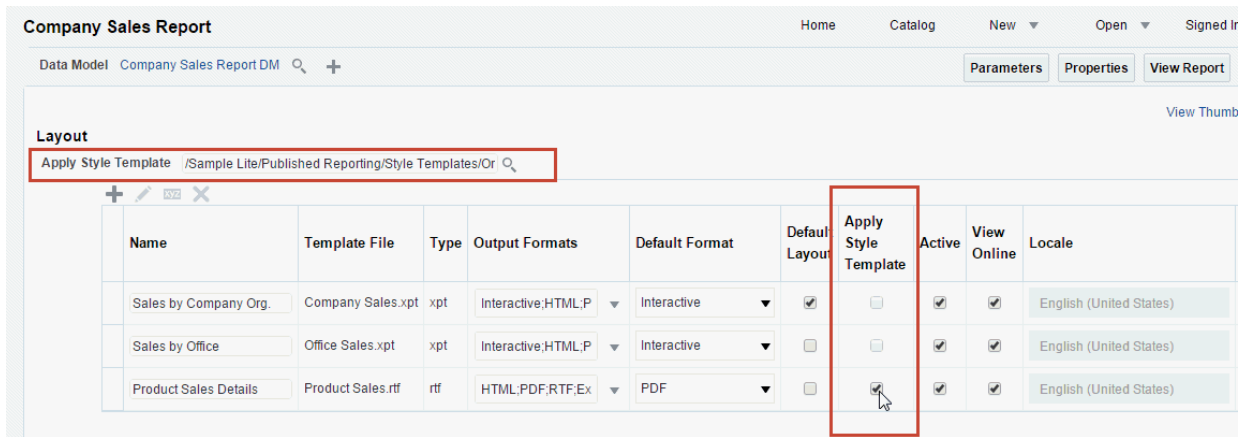 Company Sales Report Home Catalog New Open Signed In
Data Model Company Sales Report DM Parameters Properties View Report
View Thumb
Layout
Apply Style Template /Sample Lite/Published Reporting/Style Templates/Or
xyz
Name Template File Type Output Formats Default Format Default Layout Apply Style Template Active View Online Locale
Sales by Company Org. Company Sales.xpt xpt Interactive;HTML;P Interactive English (United States)
Sales by Office Office Sales.xpt xpt Interactive;HTML;P Interactive English (United States)
Product Sales Details Product Sales.rtf rtf HTML;PDF;RTF;Ex PDF English (United States)